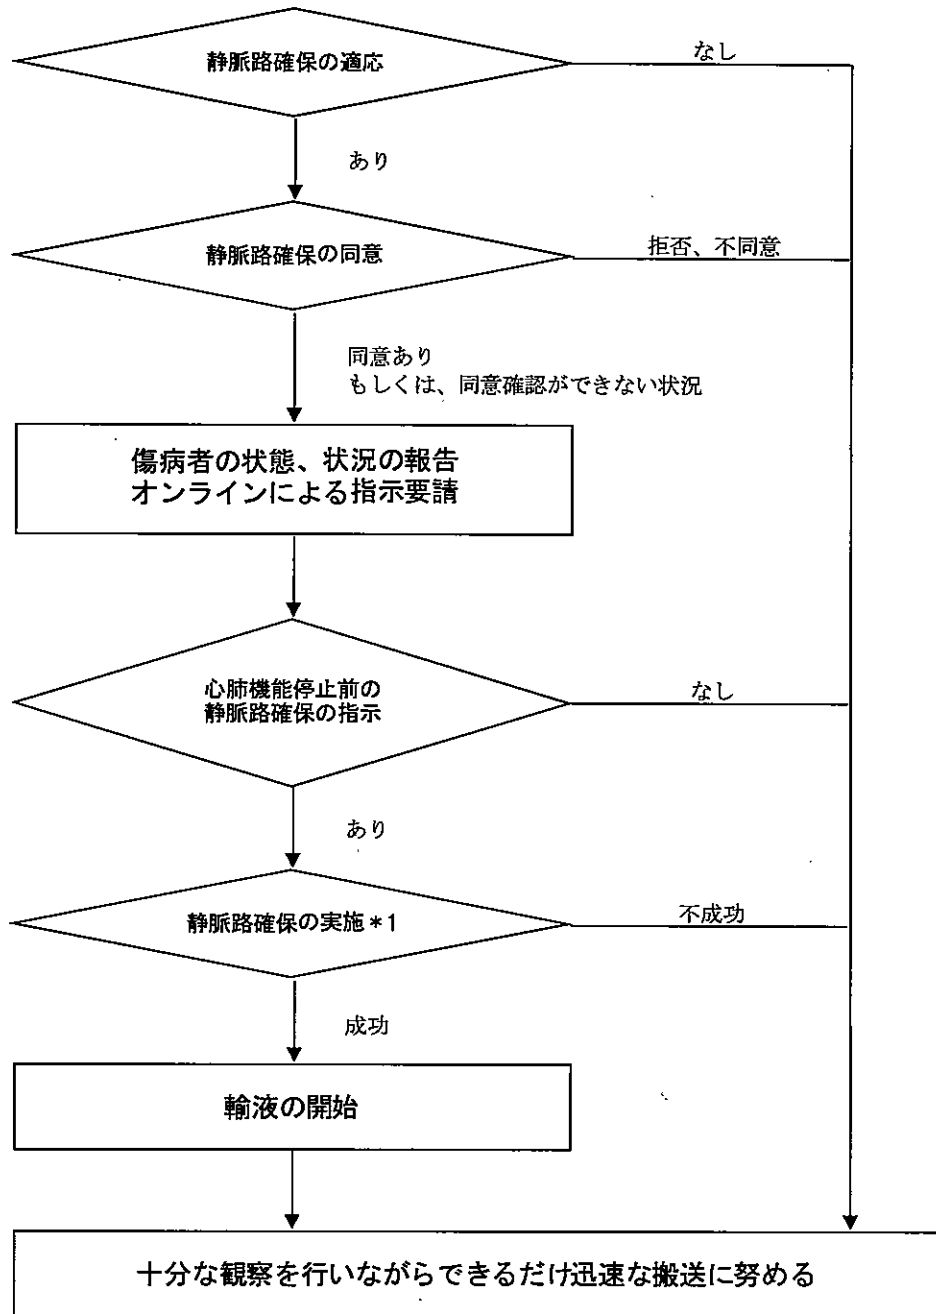 静脈路確保の適応
なし
あり
静脈路確保の同意
拒否、不同意
同意あり
もしくは、同意確認ができない状況
傷病者の状態、状況の報告
オンラインによる指示要請
心肺機能停止前の
静脈路確保の指示
なし
あり
静脈路確保の実施*1
不成功
成功
輸液の開始
十分な観察を行いながらできるだけ迅速な搬送に努める